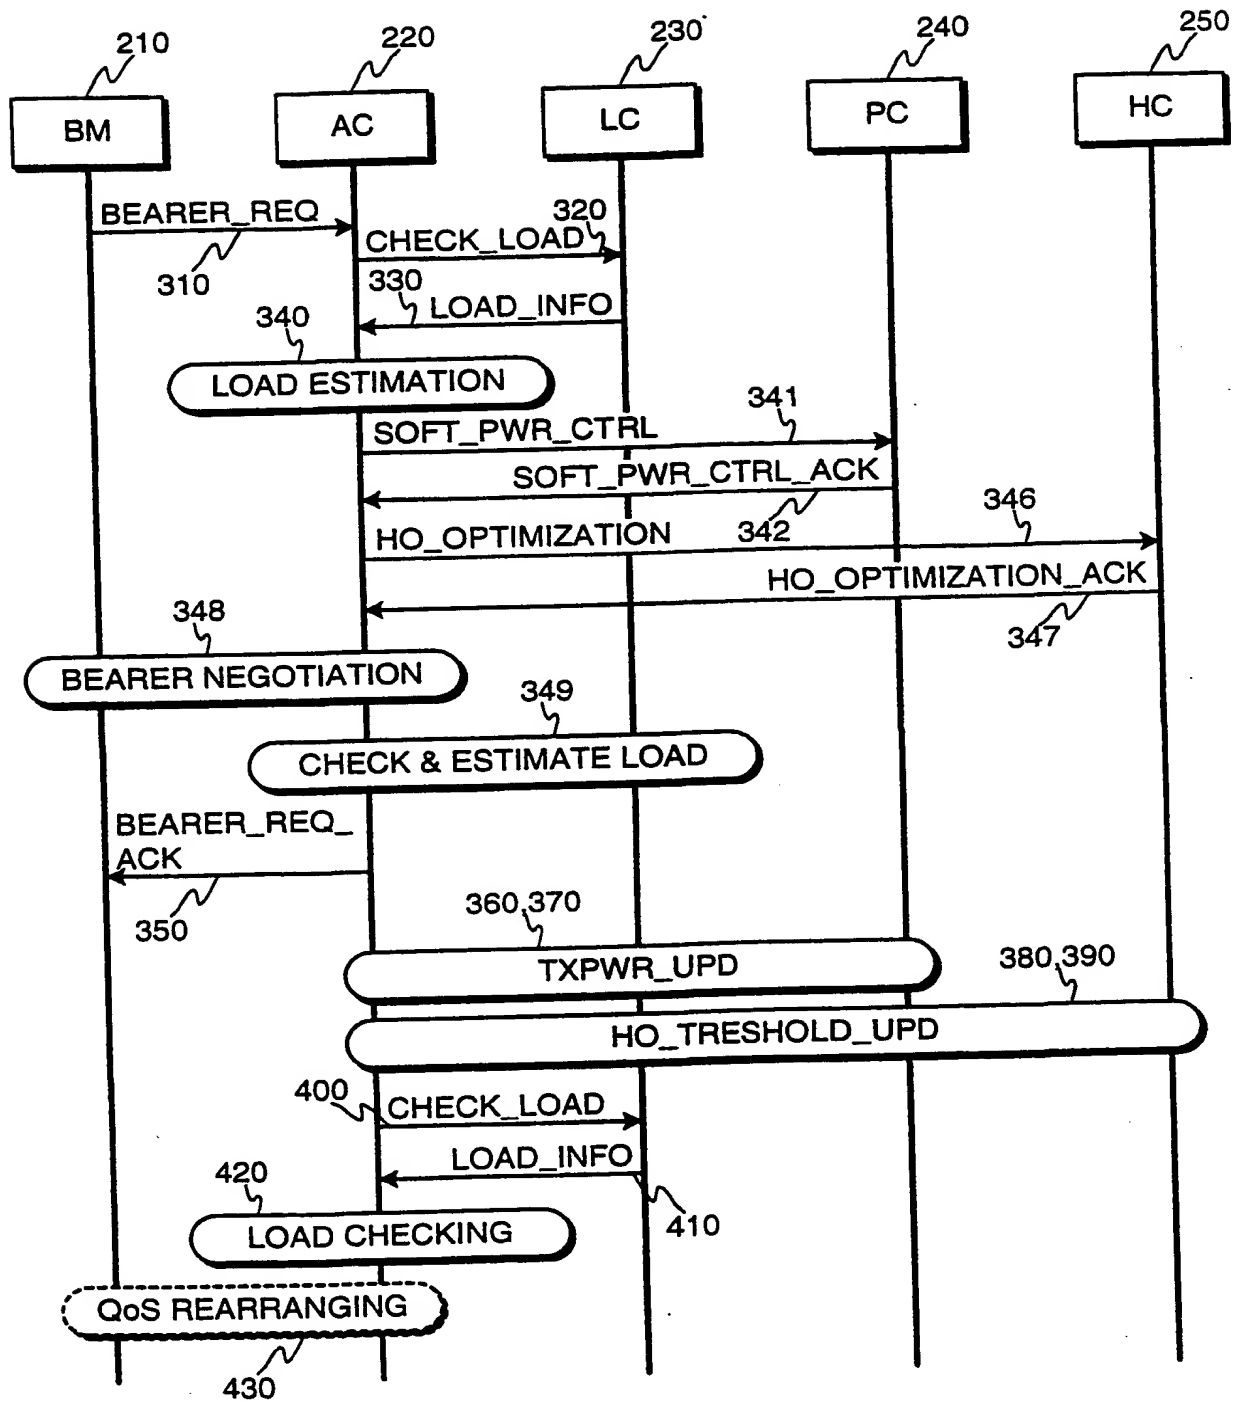 210
220
230
240
250
BM
AC
LC
PC
HC
BEARER_REQ
310
CHECK_LOAD
320
330
LOAD_INFO
340
LOAD ESTIMATION
341
SOFT_PWR_CTRL
SOFT_PWR_CTRL_ACK
342
346
HO_OPTIMIZATION
HO_OPTIMIZATION_ACK
347
348
BEARER NEGOTIATION
349
CHECK & ESTIMATE LOAD
BEARER_REQ_
ACK
350
360,370
TXPWR_UPD
380,390
HO_TRESHOLD_UPD
400
CHECK_LOAD
LOAD_INFO
410
420
LOAD CHECKING
QoS REARRANGING
430